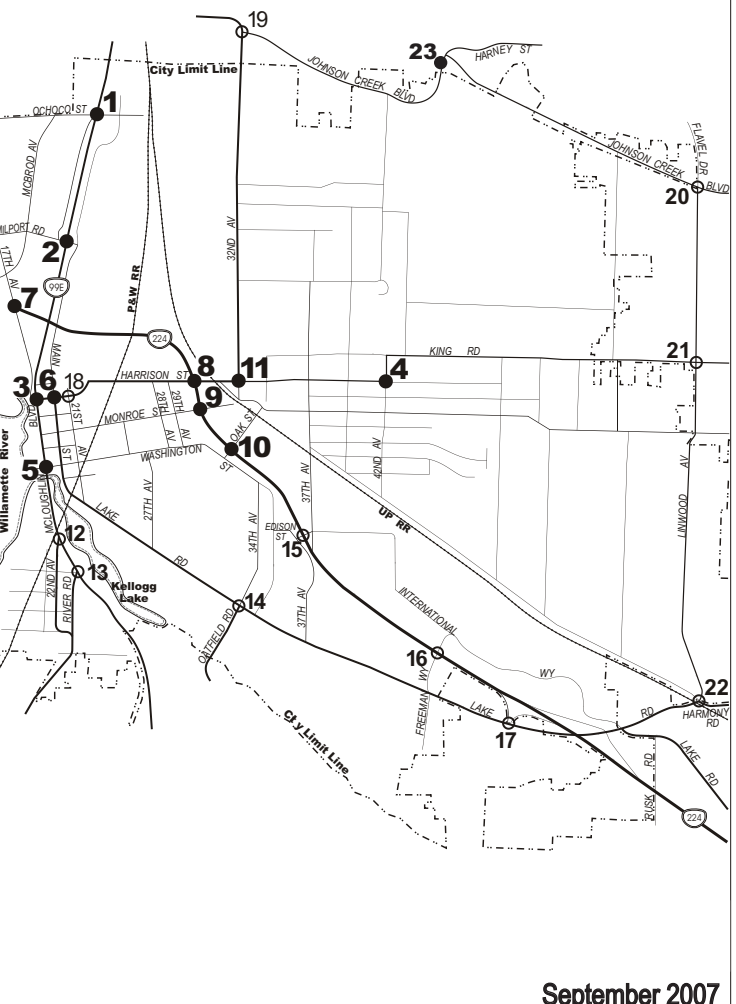 19
City Limit Line
JOHNSON CREEK BLVD
23
HARNEY ST
OCHOCO ST
1
MCBROD AV
FLAVEL DR
JOHNSON CREEK
BLVD
20
MILPORT RD
2
17TH AV
99E
7
P&W RR
32ND AV
MAIN
ST
224
3
6
18
HARRISON ST
8
11
4
KING RD
21
BLVD
21ST
AV
28TH
AV
29TH
AV
9
MONROE ST
OAK ST
10
WASHINGTON
ST
42ND AV
Willamette River
5
MCLOUGHLIN
27TH AV
34TH AV
37TH AV
EDISON
ST
15
UP RR
LINWOOD AV
LAKE
RD
12
13
22ND AV
RIVER RD
Kellogg
Lake
14
OATFIELD RD
37TH AV
INTERNATIONAL
WY
16
FREEMAN WY
LAKE
RD
17
22
HARMONY
RD
City Limit Line
LAKE
RD
RUSK RD
224
September 2007